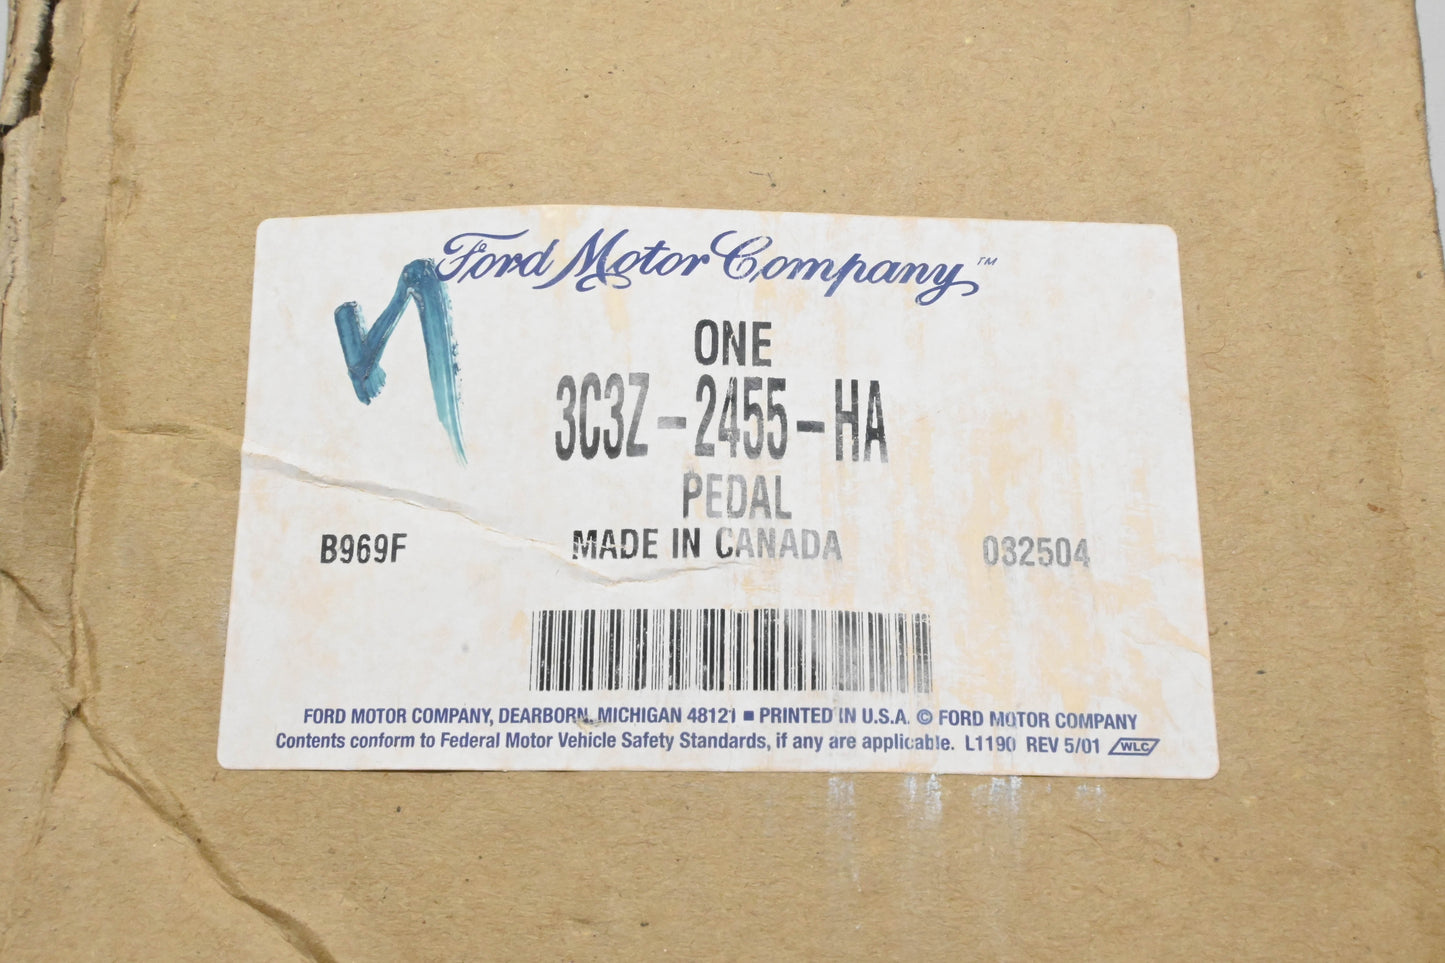 Ford Motor Company™
ONE
3C3Z-2455-HA
PEDAL
B969F MADE IN CANADA 032504
FORD MOTOR COMPANY, DEARBORN, MICHIGAN 48121 ■ PRINTED IN U.S.A. © FORD MOTOR COMPANY
Contents conform to Federal Motor Vehicle Safety Standards, if any are applicable. L1190 REV 5/01 WLC